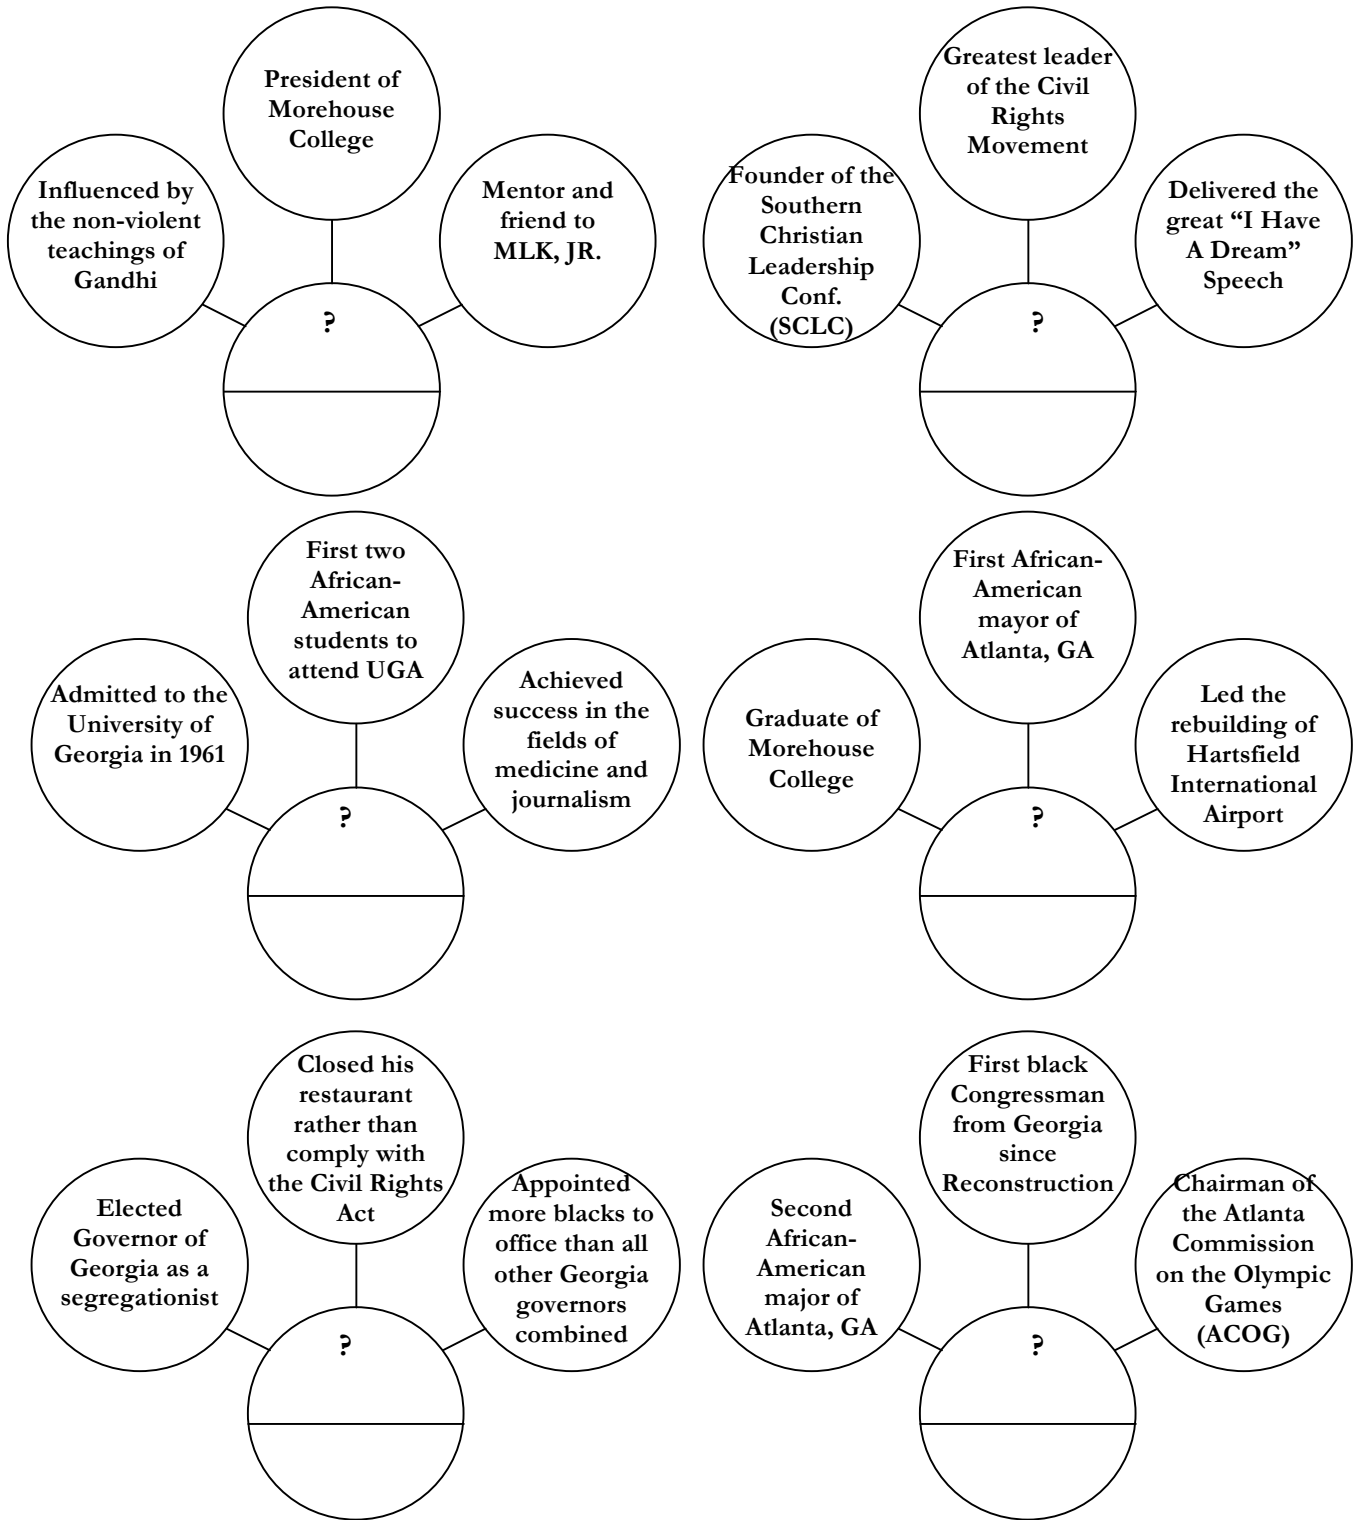 President of
Morehouse
College
Influenced by
the non-violent
teachings of
Gandhi
Mentor and
friend to
MLK, JR.
?
Greatest leader
of the Civil
Rights
Movement
Founder of the
Southern
Christian
Leadership
Conf.
(SCLC)
Delivered the
great “I Have
A Dream”
Speech
?
First two
African-
American
students to
attend UGA
Admitted to the
University of
Georgia in 1961
Achieved
success in the
fields of
medicine and
journalism
?
First African-
American
mayor of
Atlanta, GA
Graduate of
Morehouse
College
Led the
rebuilding of
Hartsfield
International
Airport
?
Closed his
restaurant
rather than
comply with
the Civil Rights
Act
Elected
Governor of
Georgia as a
segregationist
Appointed
more blacks to
office than all
other Georgia
governors
combined
?
First black
Congressman
from Georgia
since
Reconstruction
Second
African-
American
major of
Atlanta, GA
Chairman of
the Atlanta
Commission
on the Olympic
Games
(ACOG)
?